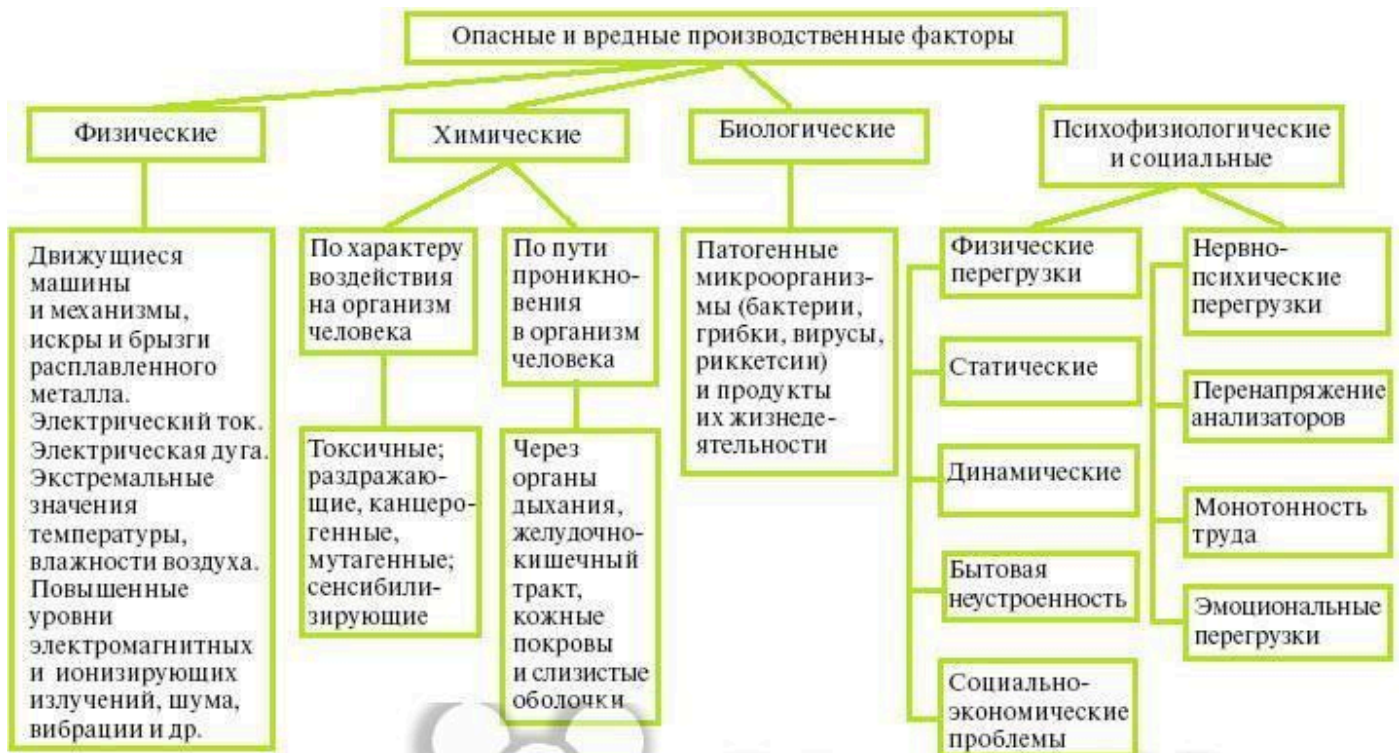 Опасные и вредные производственные факторы
Физические
Химические
Биологические
Психофизиологические
и социальные
Движущиеся
машины
и механизмы,
искры и брызги
расплавленного
металла.
Электрический ток.
Электрическая дуга.
Экстремальные
значения
температуры,
влажности воздуха.
Повышенные
уровни
электромагнитных
и ионизирующих
излучений, шума,
вибрации и др.
По характеру
воздействия
на организм
человека
Токсичные;
раздражаю-
щие, канцеро-
генные,
мутагенные;
сенсибили-
зирующие
По пути
проникно-
вения
в организм
человека
Через
органы
дыхания,
желудочно-
кишечный
тракт,
кожные
покровы
и слизистые
оболочки
Патогенные
микроорганиз-
мы (бактерии,
грибки, вирусы,
риккетсии)
и продукты
их жизнеде-
ятельности
Физические
перегрузки
Статические
Динамические
Бытовая
неустроенность
Социально-
экономические
проблемы
Нервно-
психические
перегрузки
Перенапряжение
анализаторов
Монотонность
труда
Эмоциональные
перегрузки